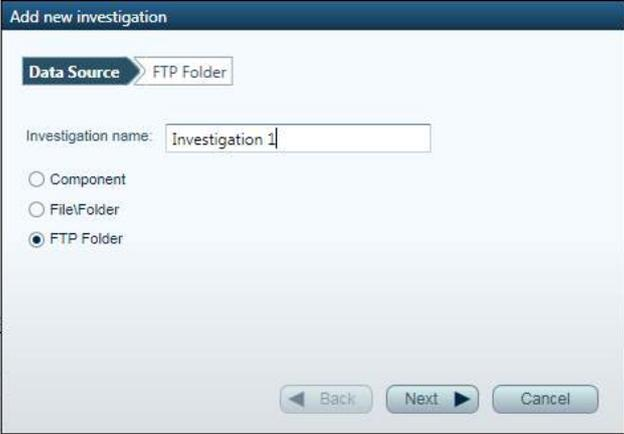 Add new investigation
Data Source FTP Folder
Investigation name: Investigation 1
Component
File\Folder
FTP Folder
Back Next Cancel